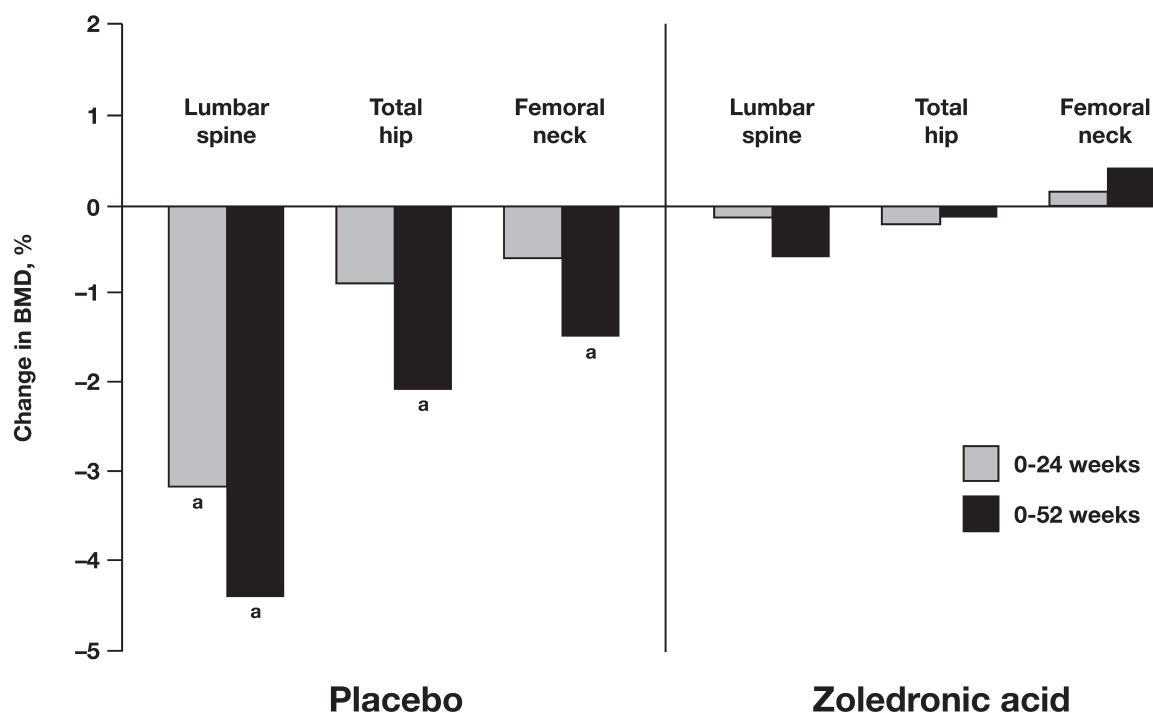 2
1
0
–1
–2
–3
–4
–5
Change in BMD, %
Lumbar
spine
Total
hip
Femoral
neck
a
a
a
a
Lumbar
spine
Total
hip
Femoral
neck
0-24 weeks
0-52 weeks
Placebo
Zoledronic acid